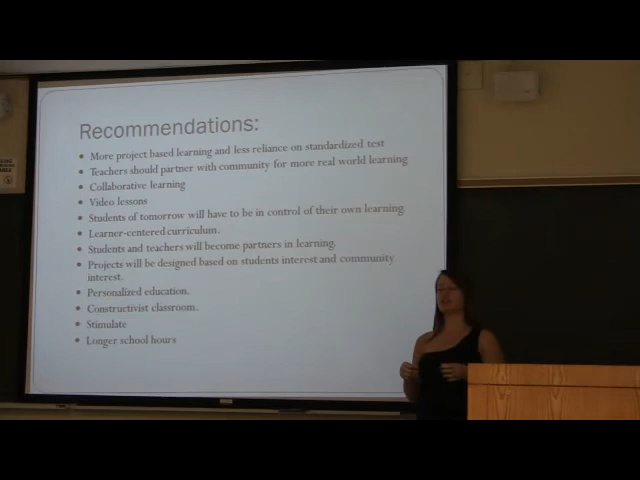 Recommendations:
• More project based learning and less reliance on standardized test
• Teachers should partner with community for more real world learning
• Collaborative learning
• Video lessons
• Students of tomorrow will have to be in control of their own learning.
• Learner-centered curriculum.
• Students and teachers will become partners in learning.
• Projects will be designed based on students interest and community
interest.
• Personalized education.
• Constructivist classroom.
• Stimulate
• Longer school hours